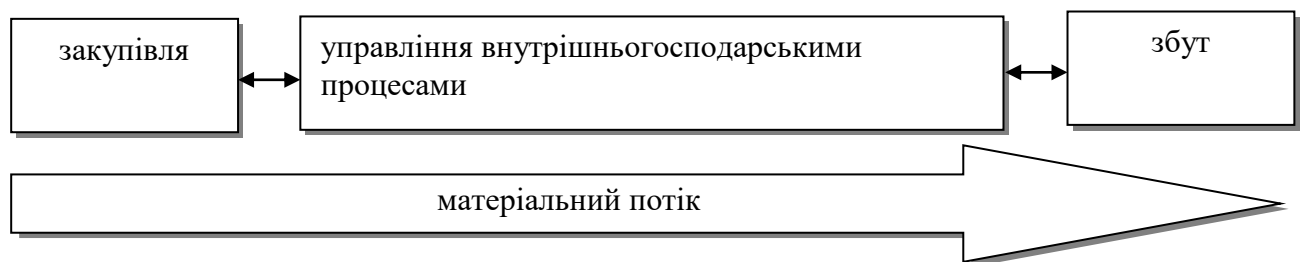 закупівля
управління внутрішньогосподарськими
процесами
збут
матеріальний потік